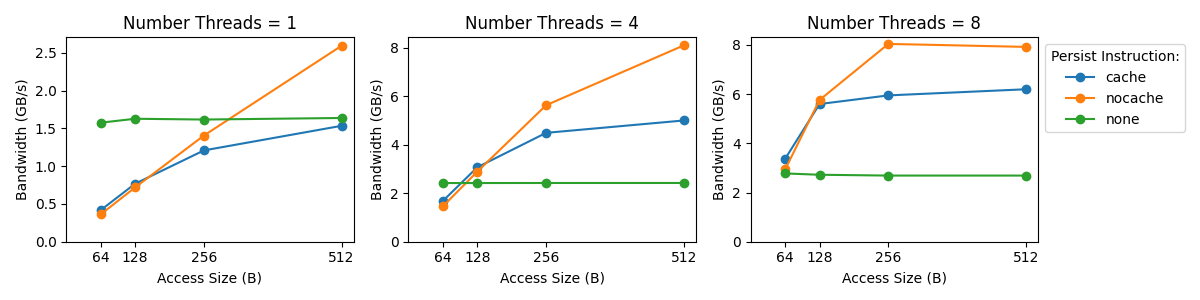 Number Threads = 1
2.5
2.0
1.5
1.0
0.5
0.0
Bandwidth (GB/s)
64 128 256 512
Access Size (B)
Number Threads = 4
8
6
4
2
0
Bandwidth (GB/s)
64 128 256 512
Access Size (B)
Number Threads = 8
8
6
4
2
0
Bandwidth (GB/s)
64 128 256 512
Access Size (B)
Persist Instruction:
cache
nocache
none